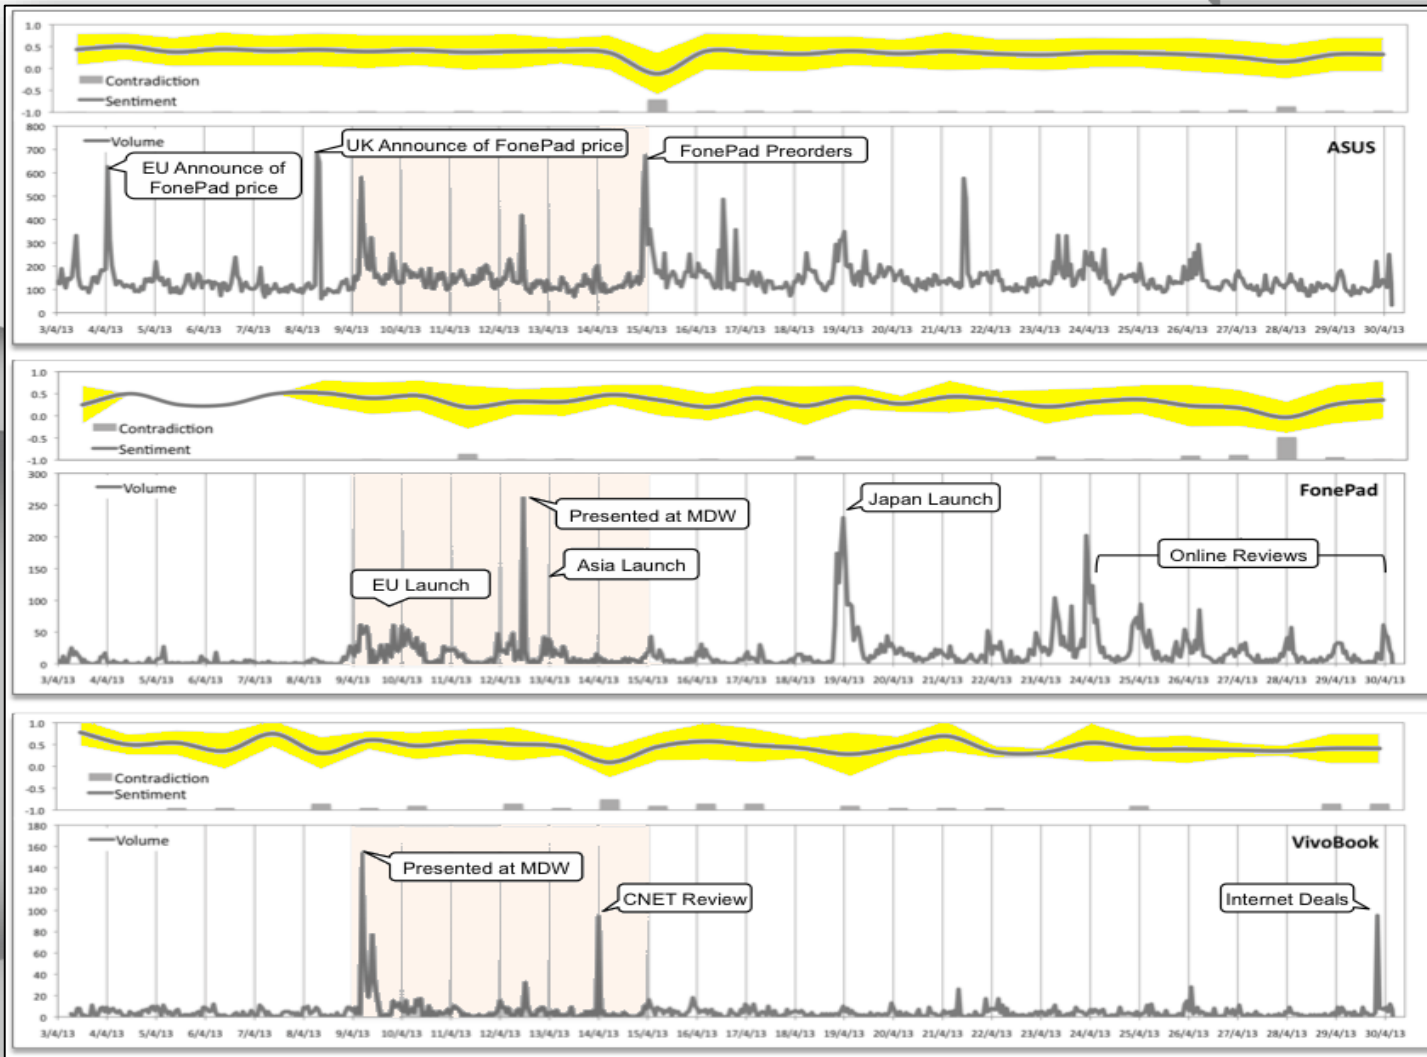 1.0
0.5
0.0
-0.5
-1.0
Contradiction
Sentiment
800
700
600
500
400
300
200
100
0
Volume
EU Announce of
FonePad price
UK Announce of FonePad price
FonePad Preorders
ASUS
3/4/13 4/4/13 5/4/13 6/4/13 7/4/13 8/4/13 9/4/13 10/4/13 11/4/13 12/4/13 13/4/13 14/4/13 15/4/13 16/4/13 17/4/13 18/4/13 19/4/13 20/4/13 21/4/13 22/4/13 23/4/13 24/4/13 25/4/13 26/4/13 27/4/13 28/4/13 29/4/13 30/4/13
1.0
0.5
0.0
-0.5
-1.0
Contradiction
Sentiment
300
250
200
150
100
50
0
Volume
EU Launch
Presented at MDW
Asia Launch
Japan Launch
Online Reviews
FonePad
3/4/13 4/4/13 5/4/13 6/4/13 7/4/13 8/4/13 9/4/13 10/4/13 11/4/13 12/4/13 13/4/13 14/4/13 15/4/13 16/4/13 17/4/13 18/4/13 19/4/13 20/4/13 21/4/13 22/4/13 23/4/13 24/4/13 25/4/13 26/4/13 27/4/13 28/4/13 29/4/13 30/4/13
1.0
0.5
0.0
-0.5
-1.0
Contradiction
Sentiment
180
160
140
120
100
80
60
40
20
0
Volume
Presented at MDW
CNET Review
Internet Deals
VivoBook
3/4/13 4/4/13 5/4/13 6/4/13 7/4/13 8/4/13 9/4/13 10/4/13 11/4/13 12/4/13 13/4/13 14/4/13 15/4/13 16/4/13 17/4/13 18/4/13 19/4/13 20/4/13 21/4/13 22/4/13 23/4/13 24/4/13 25/4/13 26/4/13 27/4/13 28/4/13 29/4/13 30/4/13